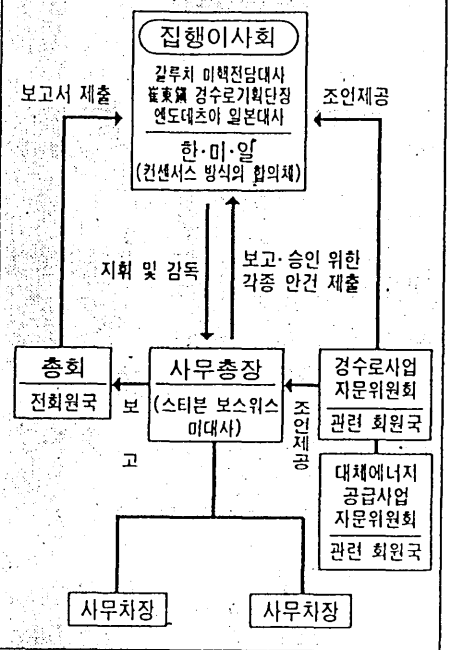 집행이사회
갈루치 미핵전담대사
崔東鎭 경수로기획단장
엔도데츠야 일본대사
한·미·일
(컨센서스 방식의 합의체)
보고서 제출
조언제공
지휘 및 감독
보고·승인 위한
각종 안건 제출
총회
전회원국
보
고
사무총장
(스티븐 보스워스
미대사)
조언제공
경수로사업
자문위원회
관련 회원국
대체에너지
공급사업
자문위원회
관련 회원국
사무차장
사무차장